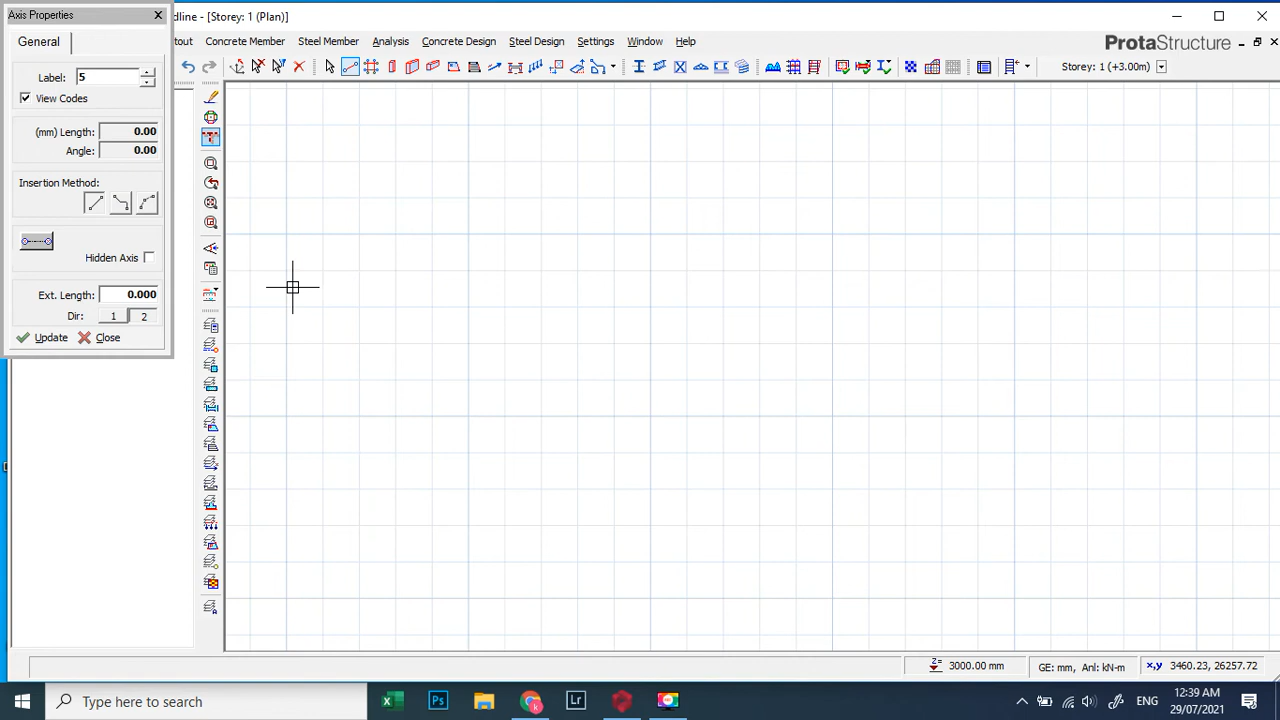 Axis Properties
dline - [Storey: 1 (Plan)]
General
tout Concrete Member Steel Member Analysis Concrete Design Steel Design Settings Window Help
ProtaStructure
Storey: 1 (+3.00m)
Label: 5
View Codes
(mm) Length: 0.00
Angle: 0.00
Insertion Method:
Hidden Axis
Ext. Length: 0.000
Dir: 1 2
Update Close
Z= 3000.00 mm
GE: mm, Anl: kN-m
x,y 3460.23, 26257.72
Type here to search
Ps
Lr
ENG
12:39 AM
29/07/2021